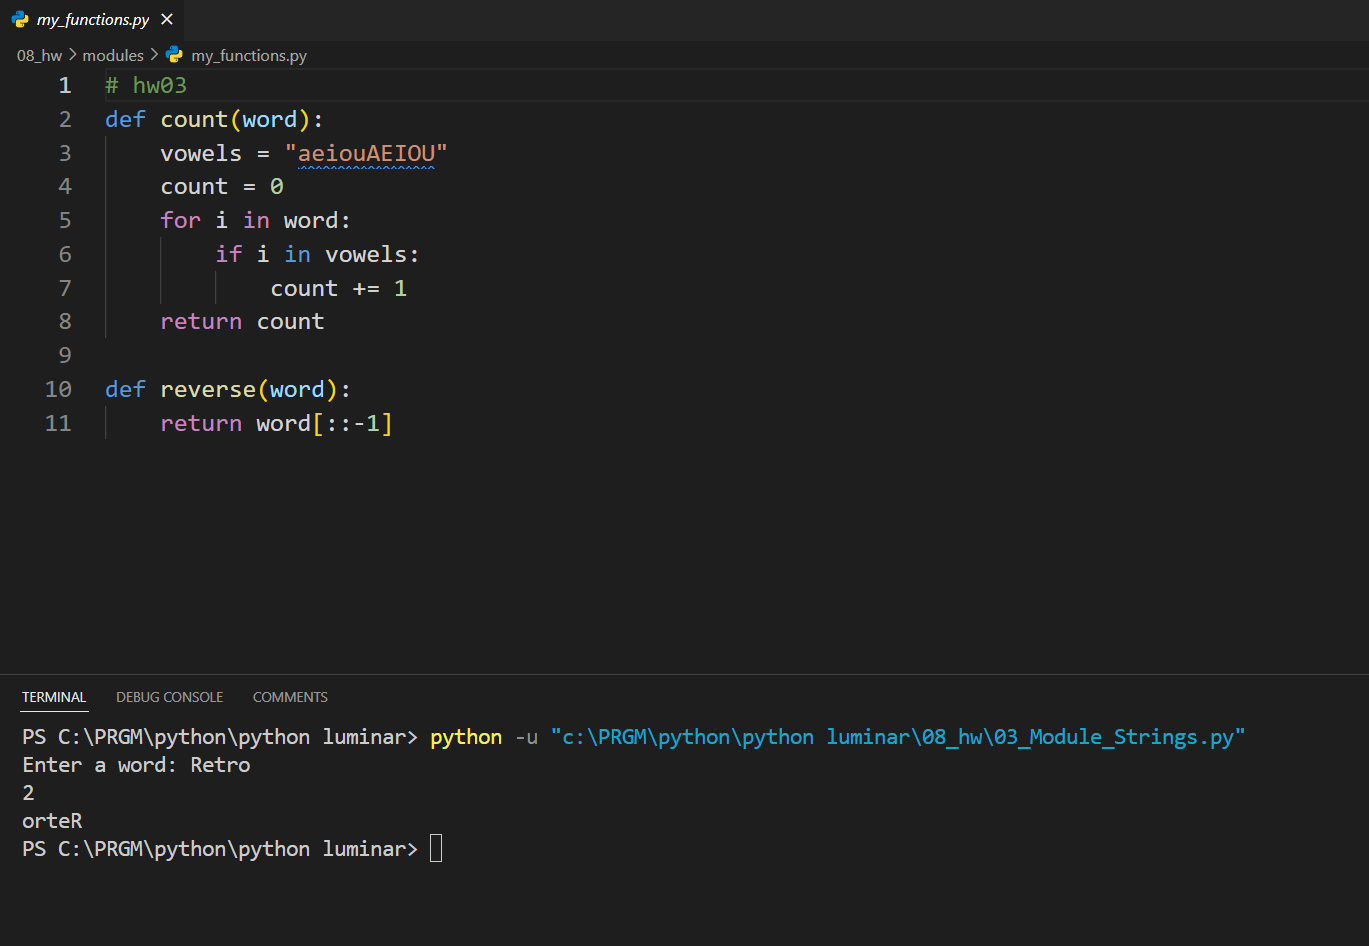 my_functions.py
08_hw > modules > my_functions.py
1 # hw03
2 def count(word):
3     vowels = "aeiouAEIOU"
4     count = 0
5     for i in word:
6         if i in vowels:
7             count += 1
8     return count
9
10 def reverse(word):
11     return word[::-1]
TERMINAL DEBUG CONSOLE COMMENTS
PS C:\PRGM\python\python luminar> python -u "c:\PRGM\python\python luminar\08_hw\03_Module_Strings.py"
Enter a word: Retro
2
orteR
PS C:\PRGM\python\python luminar>